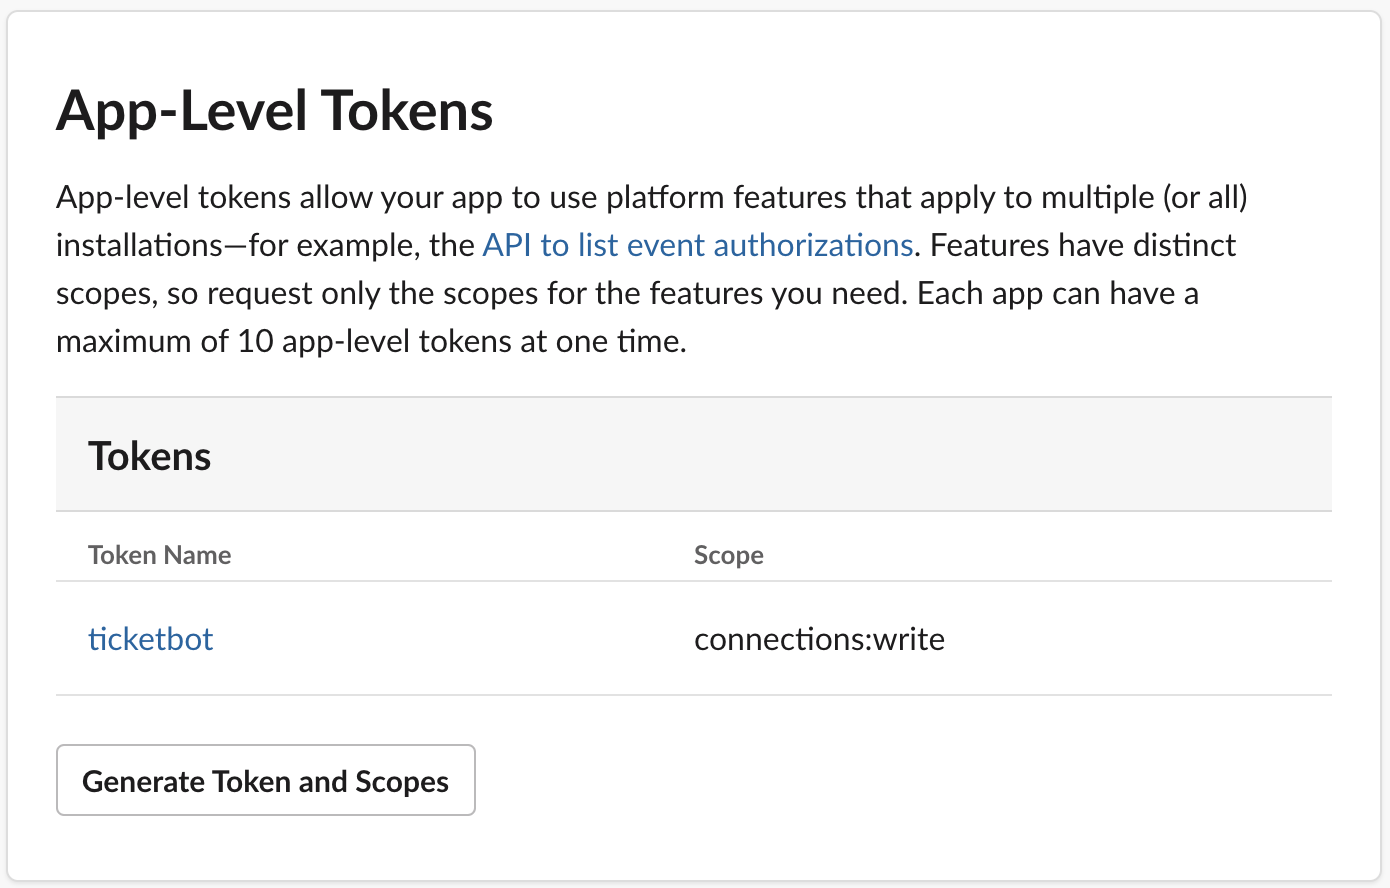 App-Level Tokens
App-level tokens allow your app to use platform features that apply to multiple (or all)
installations—for example, the API to list event authorizations. Features have distinct
scopes, so request only the scopes for the features you need. Each app can have a
maximum of 10 app-level tokens at one time.
Tokens
Token Name Scope
ticketbot connections:write
Generate Token and Scopes